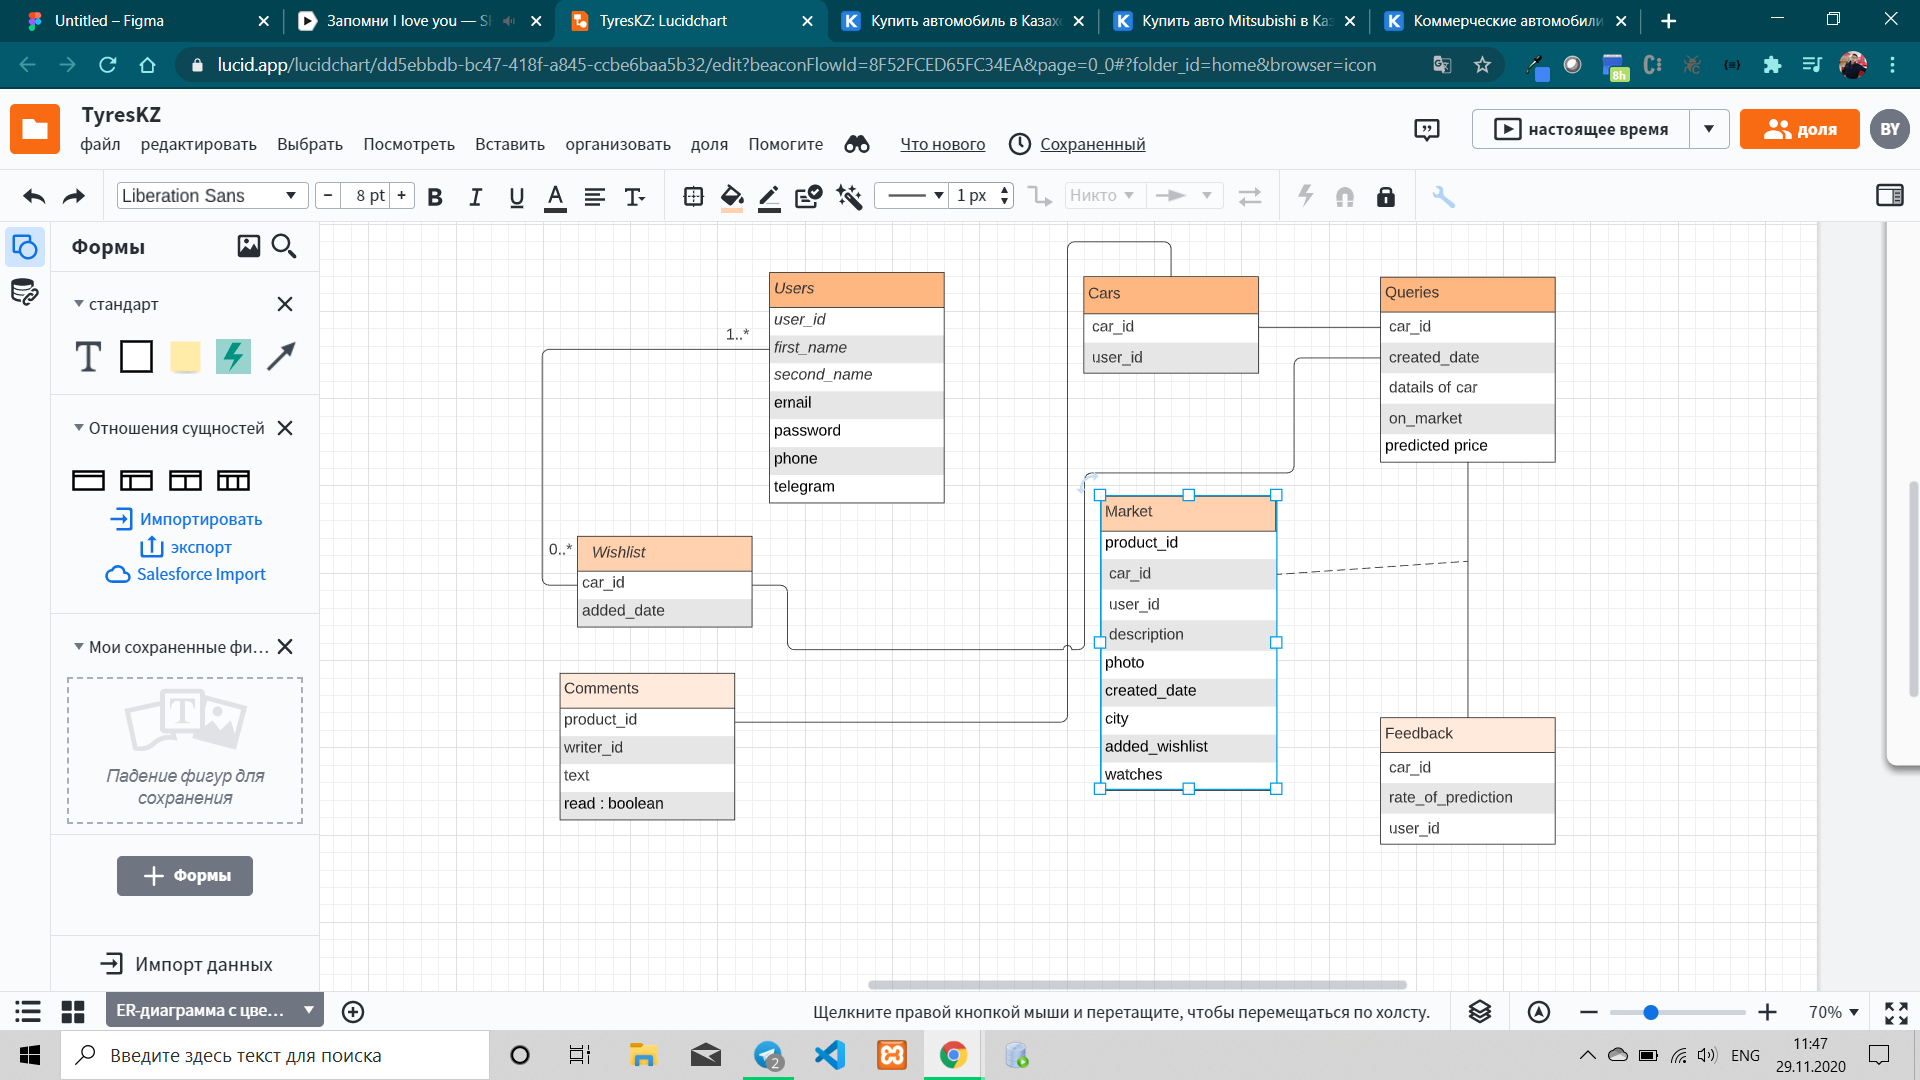 Untitled – Figma
Запомни I love you — S
TyresKZ: Lucidchart
Купить автомобиль в Каза
Купить авто Mitsubishi в Ка
Коммерческие автомобили
lucid.app/lucidchart/dd5ebbdb-bc47-418f-a845-ccbe6baa5b32/edit?beaconFlowId=8F52FCED65FC34EA&page=0_0#?folder_id=home&browser=icon
8h
TyresKZ
файл
редактировать
Выбрать
Посмотреть
Вставить
организовать
доля
Помогите
Что нового
Сохраненный
настоящее время
доля
BY
Liberation Sans
− 8 pt +
B I U A
1 px
Никто
Формы
стандарт
T
Отношения сущностей
Импортировать
экспорт
Salesforce Import
Мои сохраненные фи...
T
Падение фигур для
сохранения
Формы
Импорт данных
Users
user_id
first_name
second_name
email
password
phone
telegram
1..*
0..*
Wishlist
car_id
added_date
Comments
product_id
writer_id
text
read : boolean
Cars
car_id
user_id
Queries
car_id
created_date
datails of car
on_market
predicted price
Market
product_id
car_id
user_id
description
photo
created_date
city
added_wishlist
watches
Feedback
car_id
rate_of_prediction
user_id
ER-диаграмма с цве...
Щелкните правой кнопкой мыши и перетащите, чтобы перемещаться по холсту.
70%
Введите здесь текст для поиска
2
ENG
11:47
29.11.2020